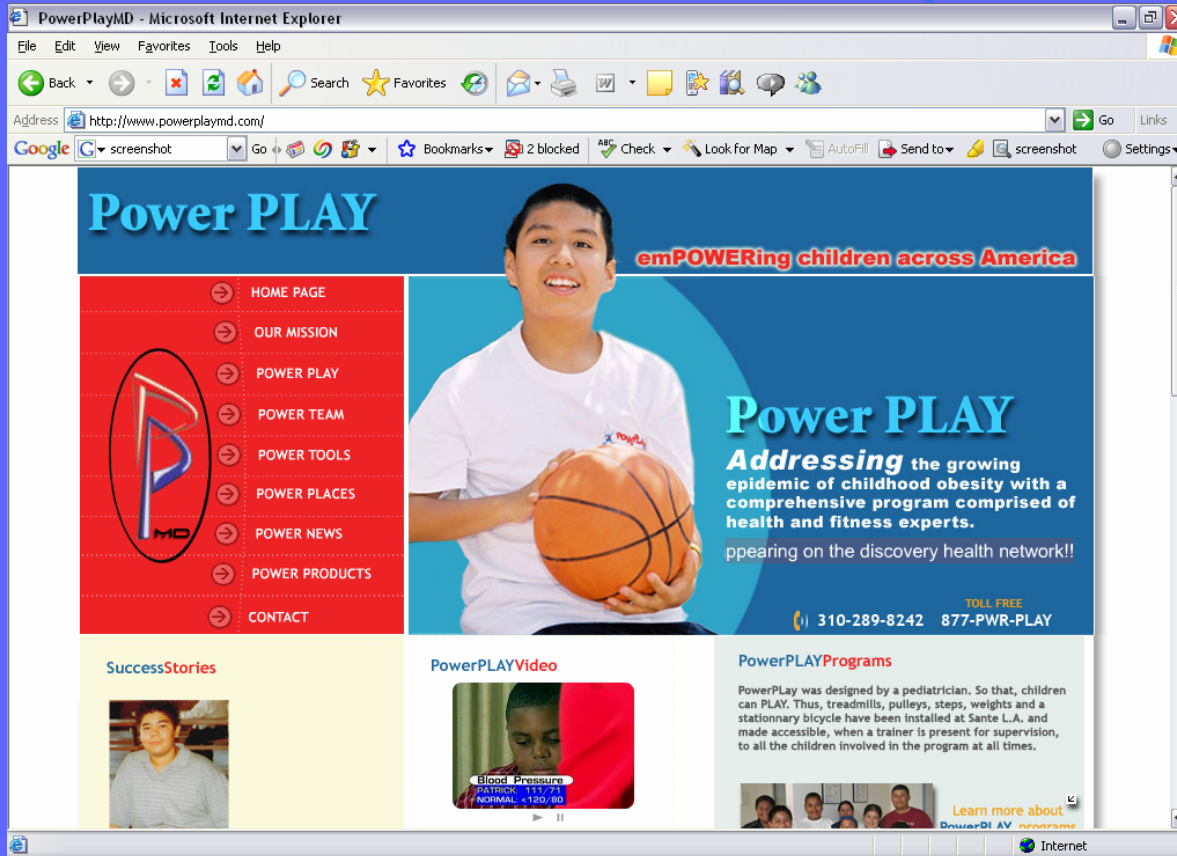 PowerPlayMD - Microsoft Internet Explorer
File Edit View Favorites Tools Help
Back Search Favorites
Address http://www.powerplaymd.com/ Go Links
Google G screenshot Go Bookmarks 2 blocked ABC Check Look for Map AutoFill Send to screenshot Settings
Power PLAY
emPOWERing children across America
HOME PAGE
OUR MISSION
POWER PLAY
POWER TEAM
POWER TOOLS
POWER PLACES
POWER NEWS
POWER PRODUCTS
CONTACT
MD
Power PLAY
Addressing the growing
epidemic of childhood obesity with a
comprehensive program comprised of
health and fitness experts.
ppearing on the discovery health network!!
TOLL FREE
310-289-8242 877-PWR-PLAY
SuccessStories
PowerPLAYVideo
Blood Pressure
PATRICK: 111/71
NORMAL: <120/80
PowerPLAYPrograms
PowerPLay was designed by a pediatrician. So that, children
can PLAY. Thus, treadmills, pulleys, steps, weights and a
stationnary bicycle have been installed at Sante L.A. and
made accessible, when a trainer is present for supervision,
to all the children involved in the program at all times.
Learn more about
PowerPLAY programs
Internet